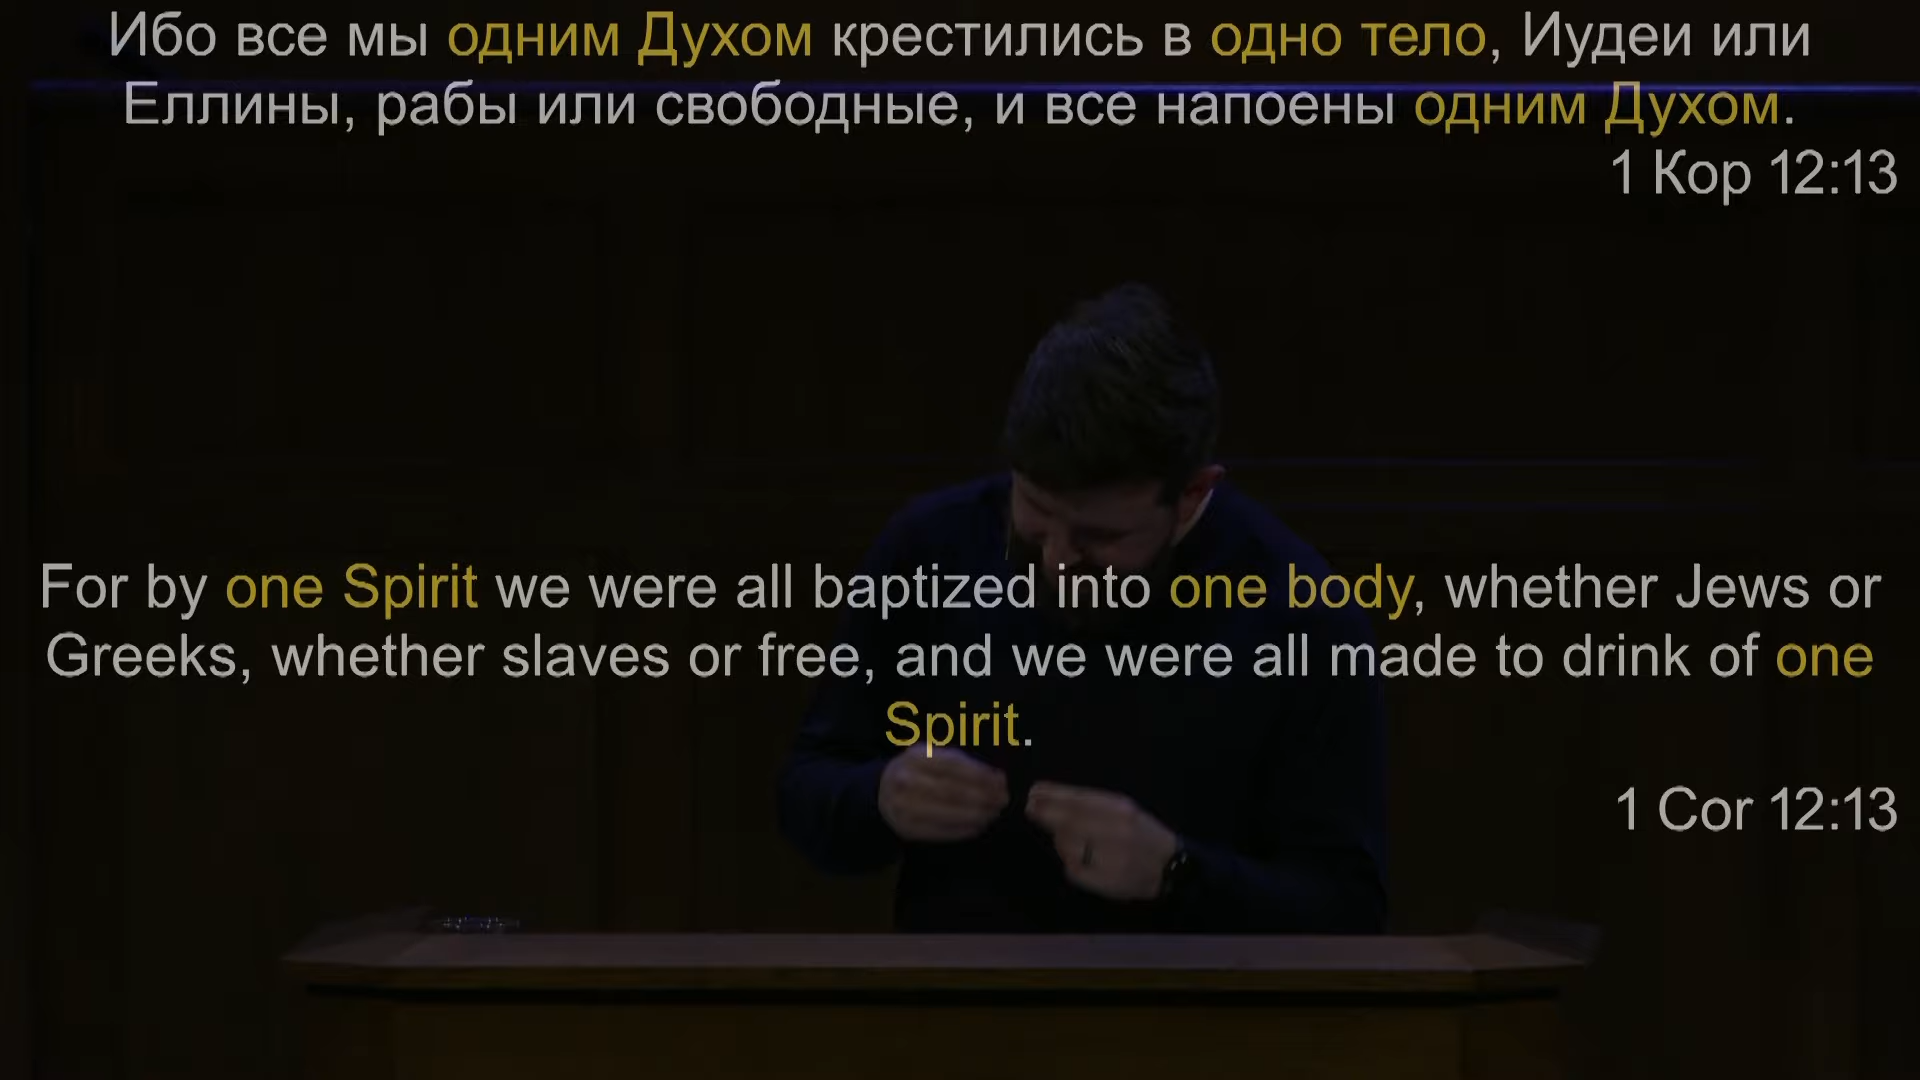 Ибо все мы одним Духом крестились в одно тело, Иудеи или
Еллины, рабы или свободные, и все напоены одним Духом.
1 Кор 12:13
For by one Spirit we were all baptized into one body, whether Jews or
Greeks, whether slaves or free, and we were all made to drink of one
Spirit.
1 Cor 12:13